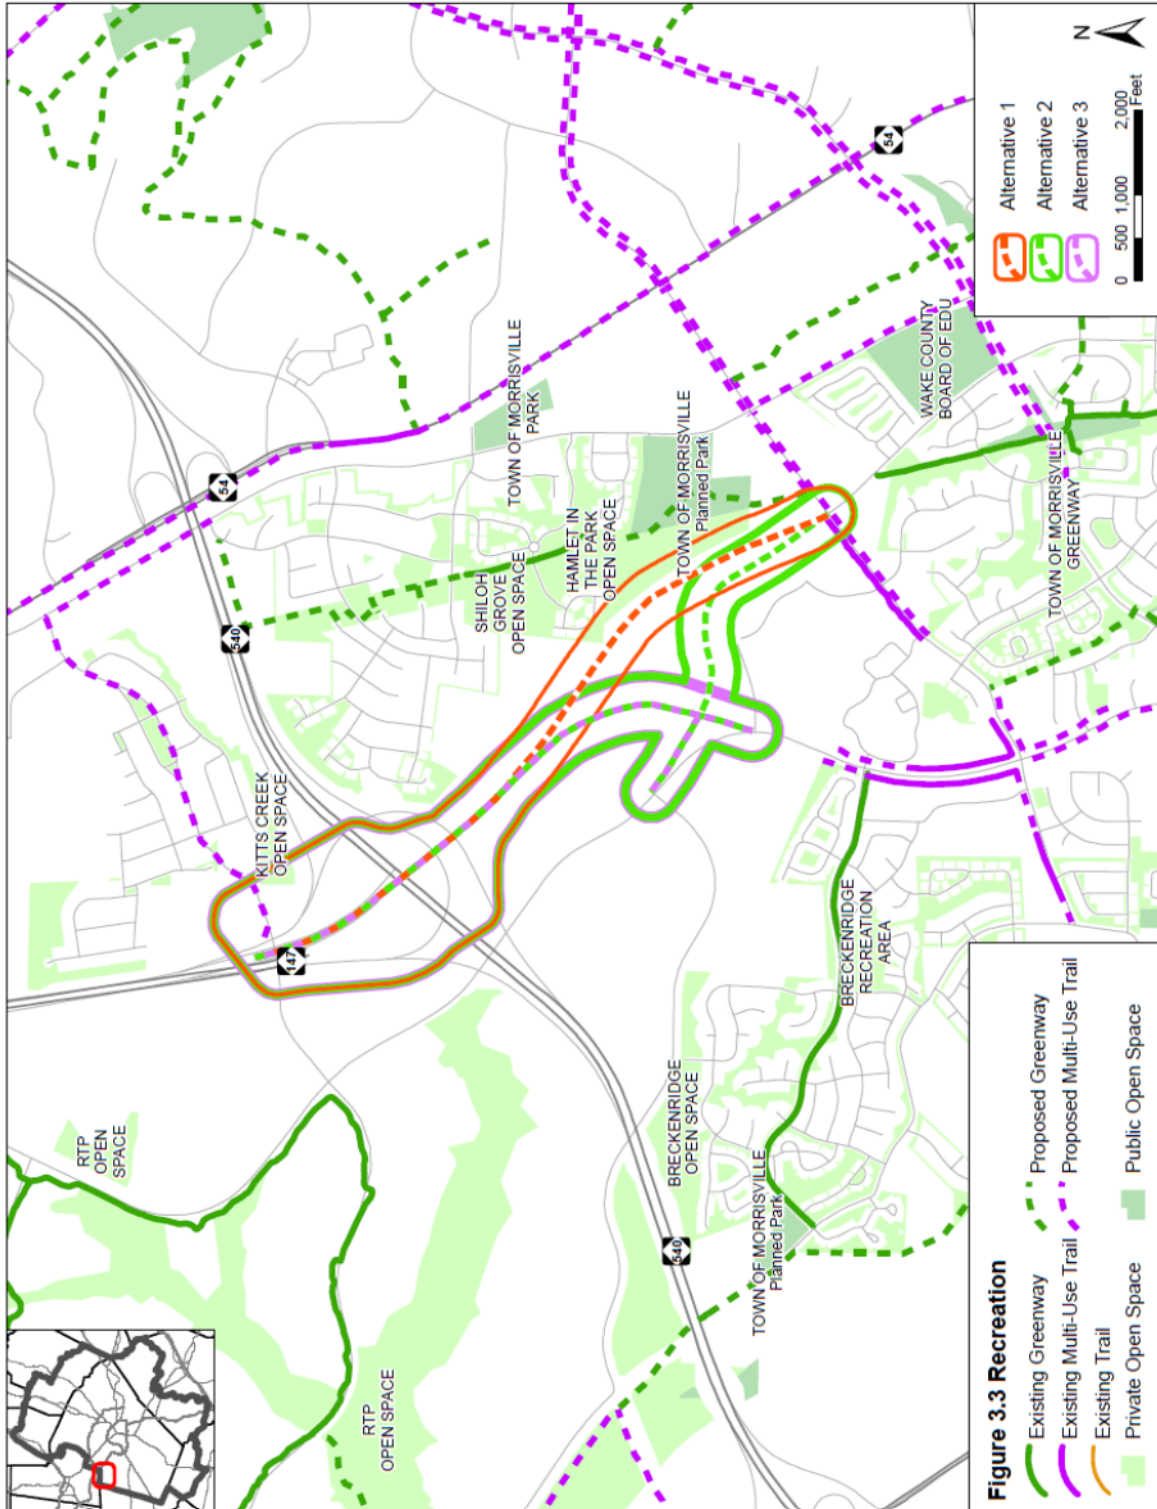 RTP
OPEN
SPACE
RTP
OPEN SPACE
147
KITTS CREEK
OPEN SPACE
540
54
540
BRECKENRIDGE
OPEN SPACE
TOWN OF MORRISVILLE
Planned Park
BRECKENRIDGE
RECREATION
AREA
SHILOH
GROVE
OPEN SPACE
HAMLET IN
THE PARK
OPEN SPACE
TOWN OF MORRISVILLE
PARK
TOWN OF MORRISVILLE
Planned Park
WAKE COUNTY
BOARD OF EDU
TOWN OF MORRISVILLE
GREENWAY
54
Figure 3.3 Recreation
Existing Greenway
Existing Multi-Use Trail
Existing Trail
Private Open Space
Proposed Greenway
Proposed Multi-Use Trail
Public Open Space
Alternative 1
Alternative 2
Alternative 3
N
0 500 1,000 2,000
Feet